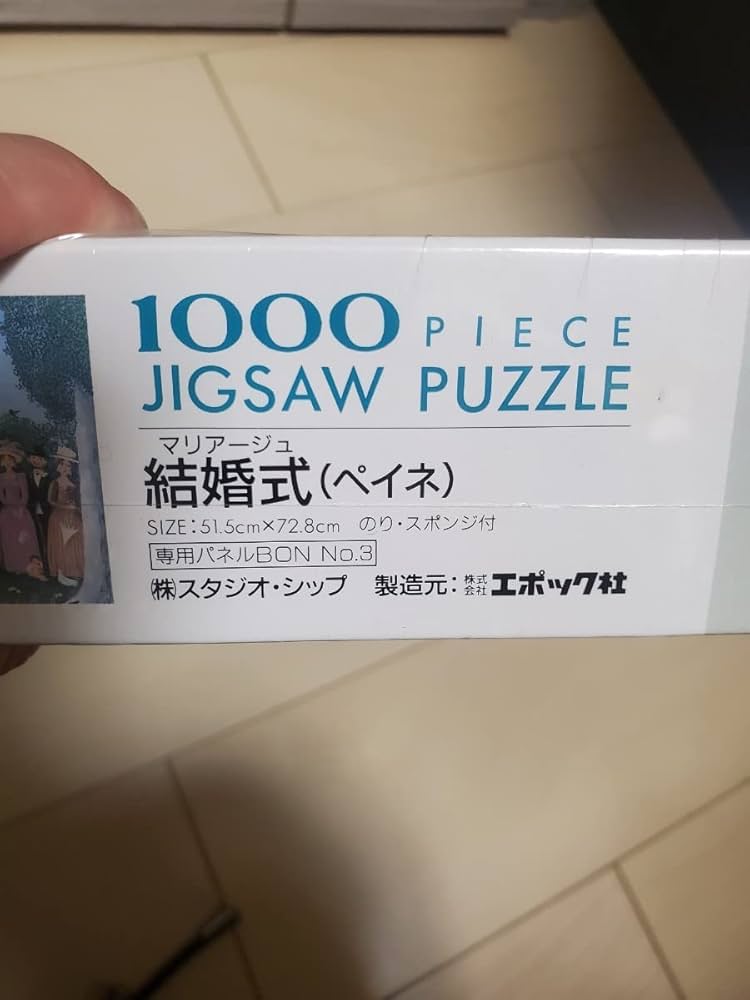 1000 PIECE
JIGSAW PUZZLE
マリアージュ
結婚式(ペイネ)
SIZE:51.5cm×72.8cm のり・スポンジ付
専用パネルBON No.3
㈱スタジオ・シップ 製造元:株式会社エポック社